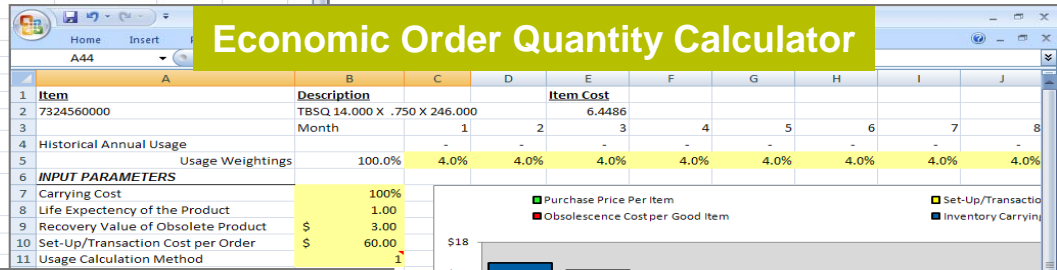 Economic Order Quantity Calculator
Home Insert
A44
A B C D E F G H I J
1 Item Description Item Cost
2 7324560000 TBSQ 14.000 X .750 X 246.000 6.4486
3 Month 1 2 3 4 5 6 7 8
4 Historical Annual Usage - - - - - - - -
5 Usage Weightings 100.0% 4.0% 4.0% 4.0% 4.0% 4.0% 4.0% 4.0% 4.0%
6 INPUT PARAMETERS
7 Carrying Cost 100%
Purchase Price Per Item Set-Up/Transactio
8 Life Expectency of the Product 1.00
Obsolescence Cost per Good Item Inventory Carrying
9 Recovery Value of Obsolete Product $ 3.00
10 Set-Up/Transaction Cost per Order $ 60.00 $18
11 Usage Calculation Method 1